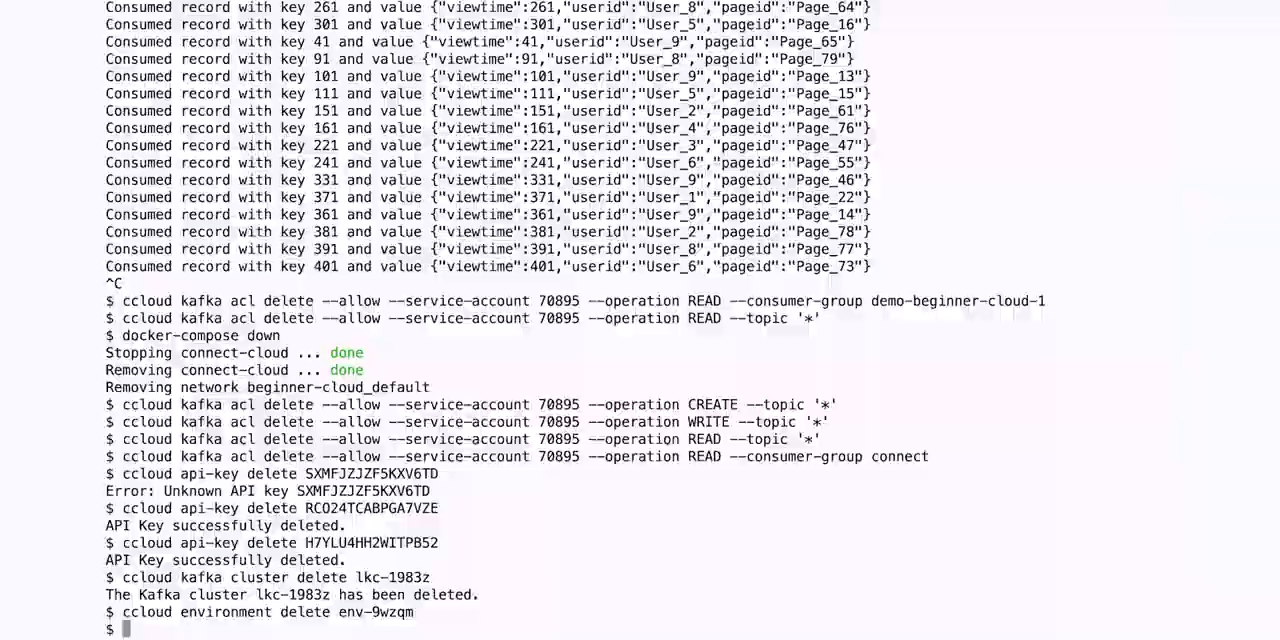 Consumed record with key 261 and value {"viewtime":261,"userid":"User_8","pageid":"Page_64"}
Consumed record with key 301 and value {"viewtime":301,"userid":"User_5","pageid":"Page_16"}
Consumed record with key 41 and value {"viewtime":41,"userid":"User_9","pageid":"Page_65"}
Consumed record with key 91 and value {"viewtime":91,"userid":"User_8","pageid":"Page_79"}
Consumed record with key 101 and value {"viewtime":101,"userid":"User_9","pageid":"Page_13"}
Consumed record with key 111 and value {"viewtime":111,"userid":"User_5","pageid":"Page_15"}
Consumed record with key 151 and value {"viewtime":151,"userid":"User_2","pageid":"Page_61"}
Consumed record with key 161 and value {"viewtime":161,"userid":"User_4","pageid":"Page_76"}
Consumed record with key 221 and value {"viewtime":221,"userid":"User_3","pageid":"Page_47"}
Consumed record with key 241 and value {"viewtime":241,"userid":"User_6","pageid":"Page_55"}
Consumed record with key 331 and value {"viewtime":331,"userid":"User_9","pageid":"Page_46"}
Consumed record with key 371 and value {"viewtime":371,"userid":"User_1","pageid":"Page_22"}
Consumed record with key 361 and value {"viewtime":361,"userid":"User_9","pageid":"Page_14"}
Consumed record with key 381 and value {"viewtime":381,"userid":"User_2","pageid":"Page_78"}
Consumed record with key 391 and value {"viewtime":391,"userid":"User_8","pageid":"Page_77"}
Consumed record with key 401 and value {"viewtime":401,"userid":"User_6","pageid":"Page_73"}
^C
$ ccloud kafka acl delete --allow --service-account 70895 --operation READ --consumer-group demo-beginner-cloud-1
$ ccloud kafka acl delete --allow --service-account 70895 --operation READ --topic '*'
$ docker-compose down
Stopping connect-cloud ... done
Removing connect-cloud ... done
Removing network beginner-cloud_default
$ ccloud kafka acl delete --allow --service-account 70895 --operation CREATE --topic '*'
$ ccloud kafka acl delete --allow --service-account 70895 --operation WRITE --topic '*'
$ ccloud kafka acl delete --allow --service-account 70895 --operation READ --topic '*'
$ ccloud kafka acl delete --allow --service-account 70895 --operation READ --consumer-group connect
$ ccloud api-key delete SXMFJZJZF5KXV6TD
Error: Unknown API key SXMFJZJZF5KXV6TD
$ ccloud api-key delete RCO24TCABPGA7VZE
API Key successfully deleted.
$ ccloud api-key delete H7YLU4HH2WITPB52
API Key successfully deleted.
$ ccloud kafka cluster delete lkc-1983z
The Kafka cluster lkc-1983z has been deleted.
$ ccloud environment delete env-9wzqm
$